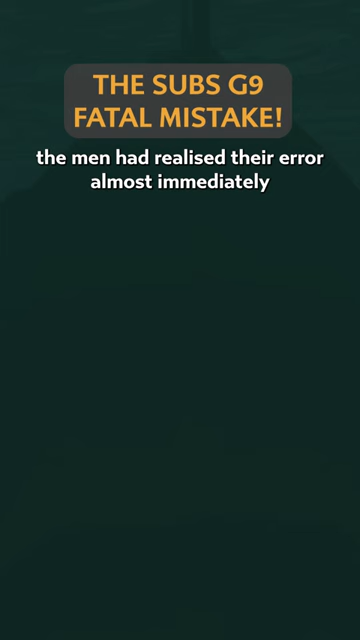 THE SUBS G9
FATAL MISTAKE!
the men had realised their error
almost immediately